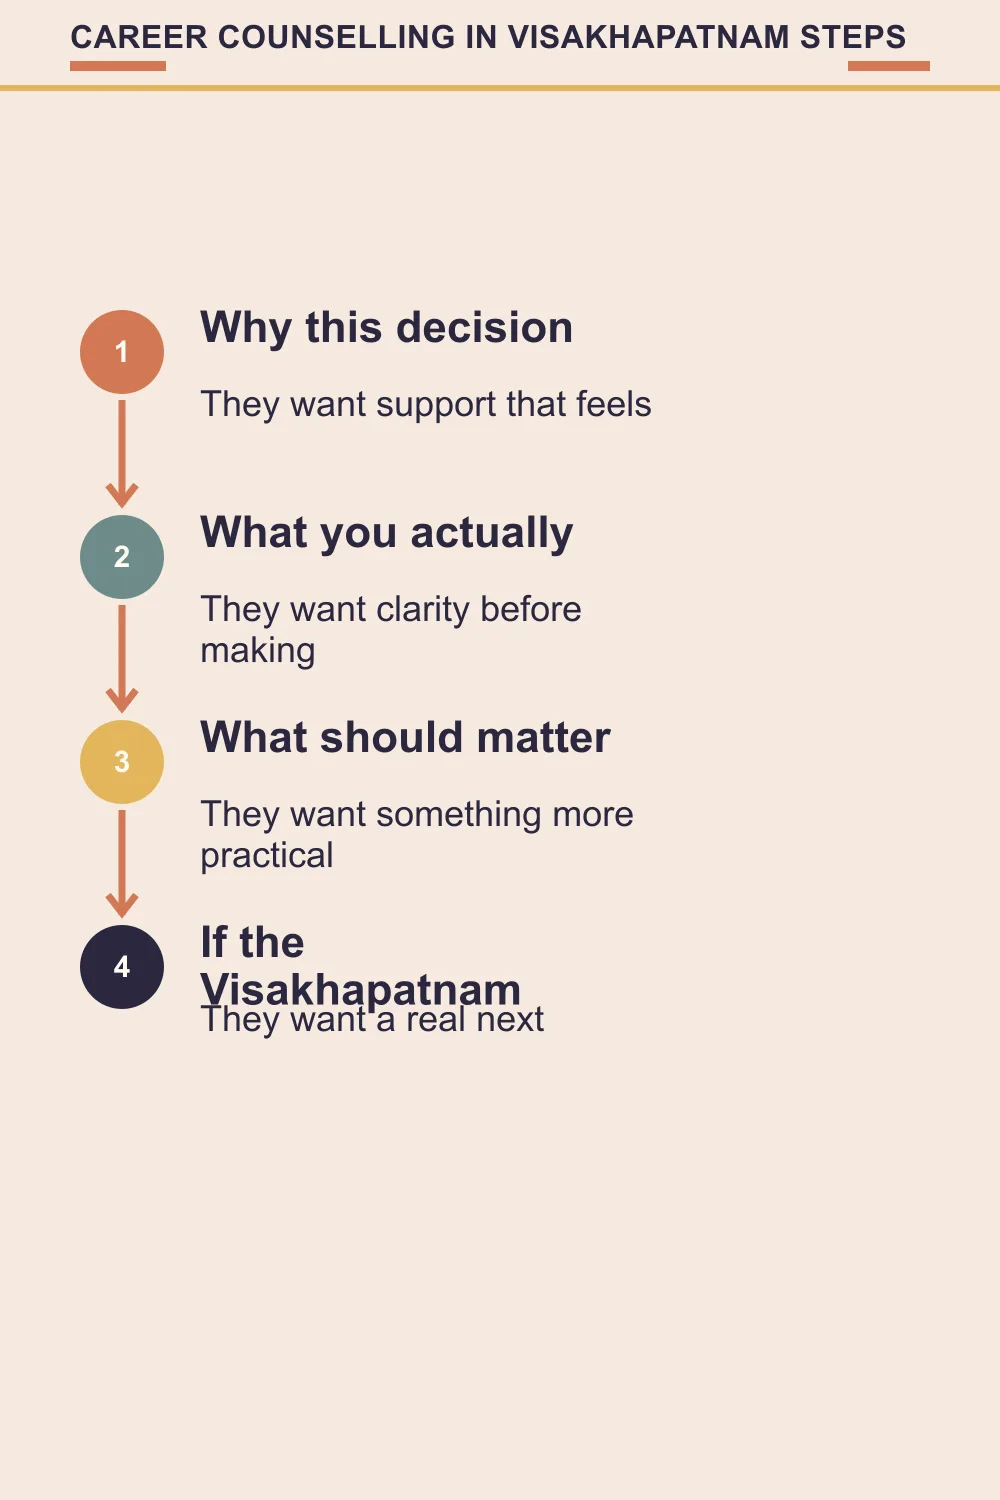 CAREER COUNSELLING IN VISAKHAPATNAM STEPS
1
Why this decision
They want support that feels
2
What you actually
They want clarity before
making
3
What should matter
They want something more
practical
4
If the
Visakhapatnam
They want a real next